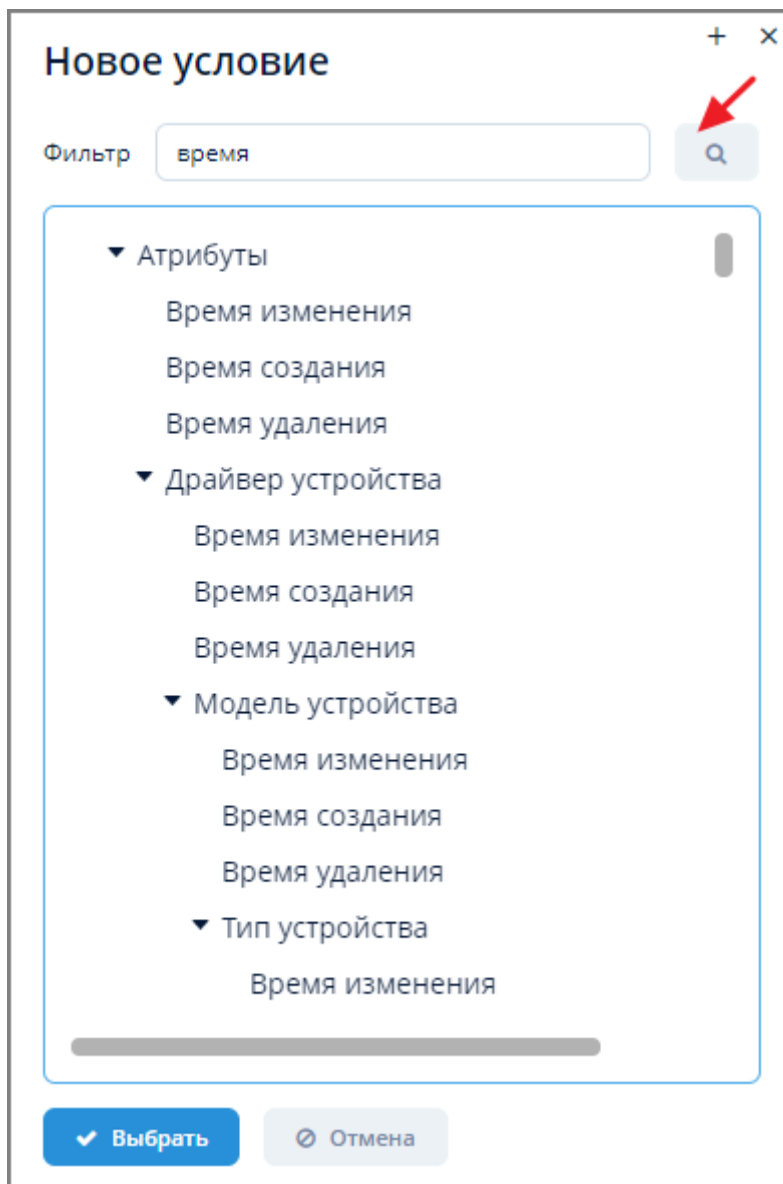 Новое условие
Фильтр время
Атрибуты
Время изменения
Время создания
Время удаления
Драйвер устройства
Время изменения
Время создания
Время удаления
Модель устройства
Время изменения
Время создания
Время удаления
Тип устройства
Время изменения
Выбрать Отмена